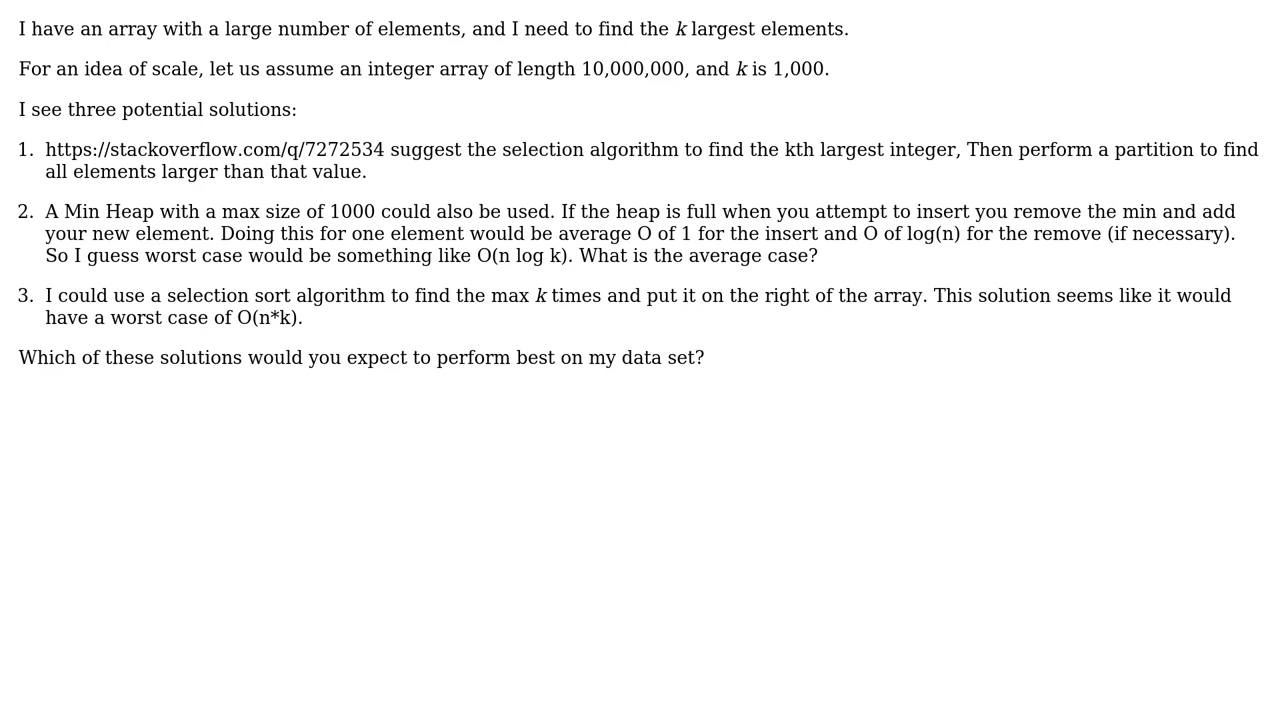 I have an array with a large number of elements, and I need to find the k largest elements.
For an idea of scale, let us assume an integer array of length 10,000,000, and k is 1,000.
I see three potential solutions:
1. https://stackoverflow.com/q/7272534 suggest the selection algorithm to find the kth largest integer, Then perform a partition to find
all elements larger than that value.
2. A Min Heap with a max size of 1000 could also be used. If the heap is full when you attempt to insert you remove the min and add
your new element. Doing this for one element would be average O of 1 for the insert and O of log(n) for the remove (if necessary).
So I guess worst case would be something like O(n log k). What is the average case?
3. I could use a selection sort algorithm to find the max k times and put it on the right of the array. This solution seems like it would
have a worst case of O(n*k).
Which of these solutions would you expect to perform best on my data set?